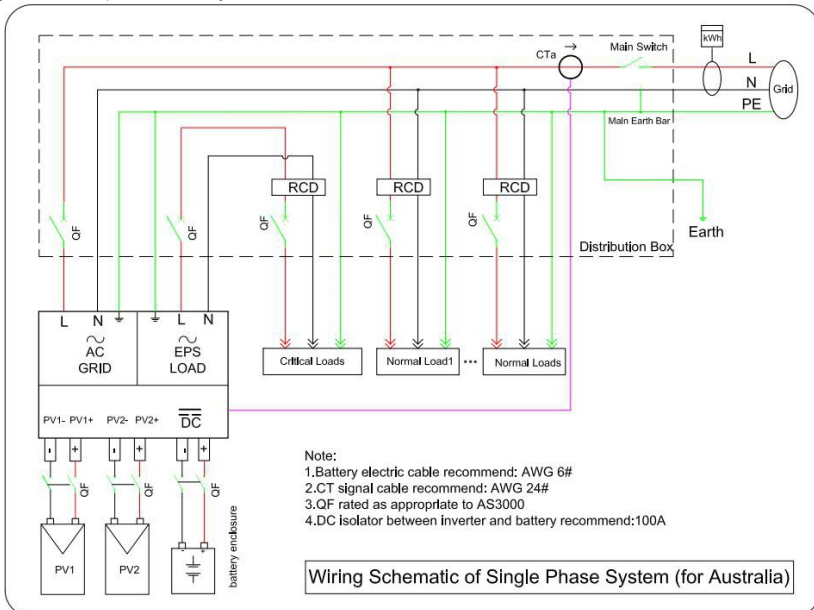 kWh
CTa
Main Switch
L
N
PE
Grid
Main Earth Bar
RCD
RCD
RCD
QF
QF
QF
QF
QF
Earth
Distribution Box
L N L N
AC
GRID
EPS
LOAD
Critical Loads
Normal Load1
...
Normal Loads
PV1- PV1+ PV2- PV2+ DC
- + - + - +
QF
QF
QF
PV1
PV2
- +
battery enclosure
Note:
1.Battery electric cable recommend: AWG 6#
2.CT signal cable recommend: AWG 24#
3.QF rated as appropriate to AS3000
4.DC isolator between inverter and battery recommend:100A
Wiring Schematic of Single Phase System (for Australia)